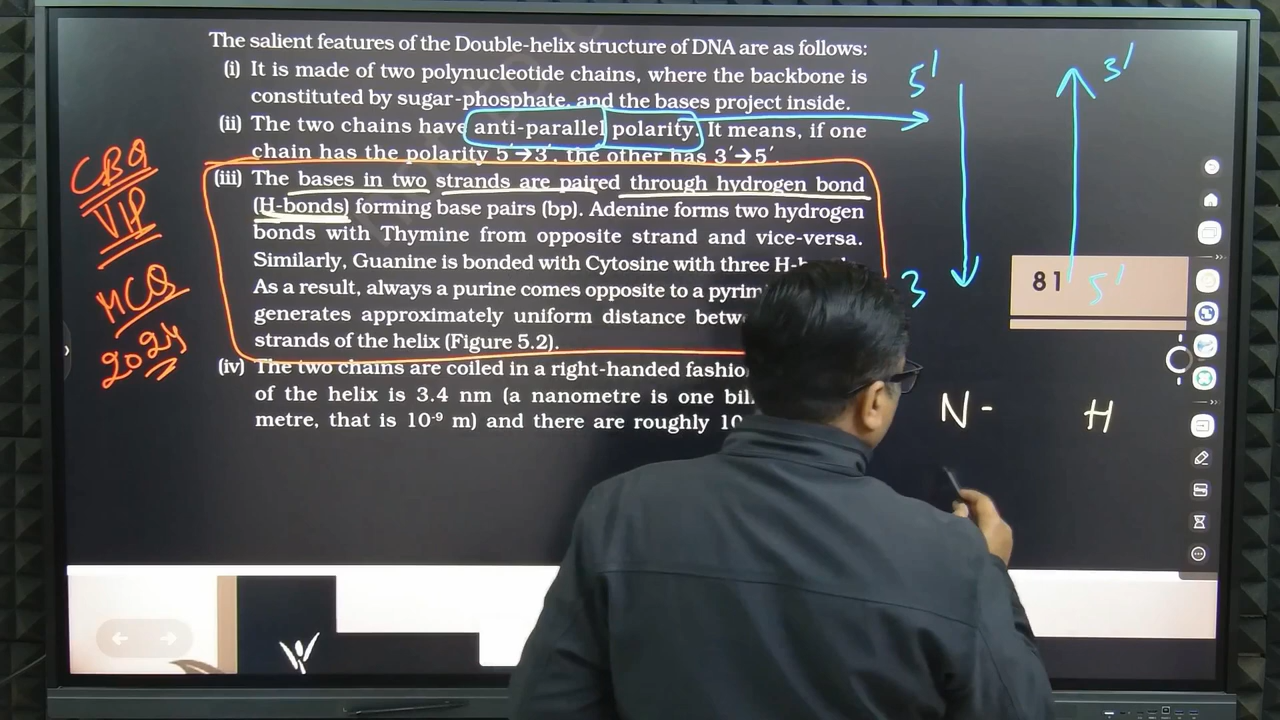 The salient features of the Double-helix structure of DNA are as follows:
(i) It is made of two polynucleotide chains, where the backbone is
constituted by sugar-phosphate, and the bases project inside.
(ii) The two chains have anti-parallel polarity. It means, if one
chain has the polarity 5′→3′, the other has 3′→5′.
(iii) The bases in two strands are paired through hydrogen bond
(H-bonds) forming base pairs (bp). Adenine forms two hydrogen
bonds with Thymine from opposite strand and vice-versa.
Similarly, Guanine is bonded with Cytosine with three
As a result, always a purine comes opposite to a
generates approximately uniform distance
strands of the helix (Figure 5.2).
(iv) The two chains are coiled in a right-handed
of the helix is 3.4 nm (a nanometre is one
metre, that is 10⁻⁹ m) and there are roughly
CBQ
VIP
MCQ
2024
5'
3'
3
5'
81
N-
H